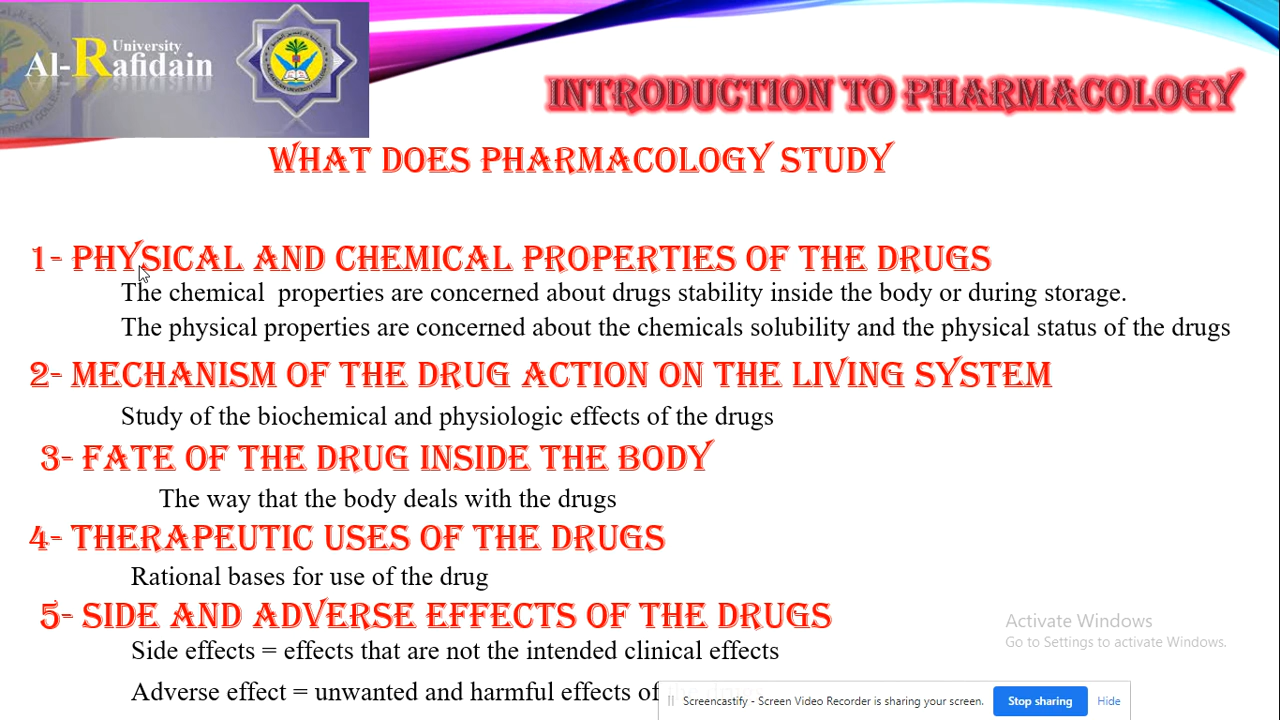 University
Al-Rafidain
INTRODUCTION TO PHARMACOLOGY
WHAT DOES PHARMACOLOGY STUDY
1- PHYSICAL AND CHEMICAL PROPERTIES OF THE DRUGS
The chemical properties are concerned about drugs stability inside the body or during storage.
The physical properties are concerned about the chemicals solubility and the physical status of the drugs
2- MECHANISM OF THE DRUG ACTION ON THE LIVING SYSTEM
Study of the biochemical and physiologic effects of the drugs
3- FATE OF THE DRUG INSIDE THE BODY
The way that the body deals with the drugs
4- THERAPEUTIC USES OF THE DRUGS
Rational bases for use of the drug
5- SIDE AND ADVERSE EFFECTS OF THE DRUGS
Side effects = effects that are not the intended clinical effects
Adverse effect = unwanted and harmful effects of
Activate Windows
Go to Settings to activate Windows.
Screencastify - Screen Video Recorder is sharing your screen.
Stop sharing
Hide